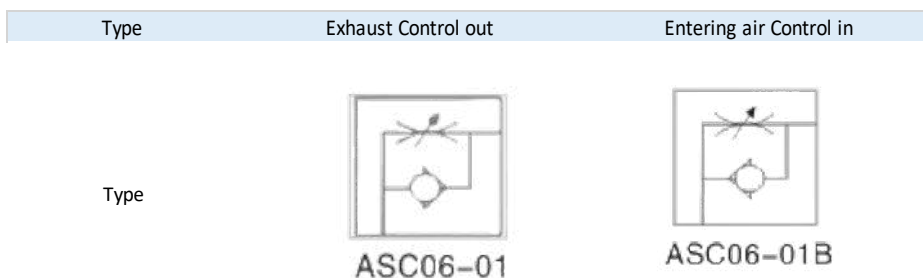 Type Exhaust Control out Entering air Control in
Type
ASC06-01 ASC06-01B